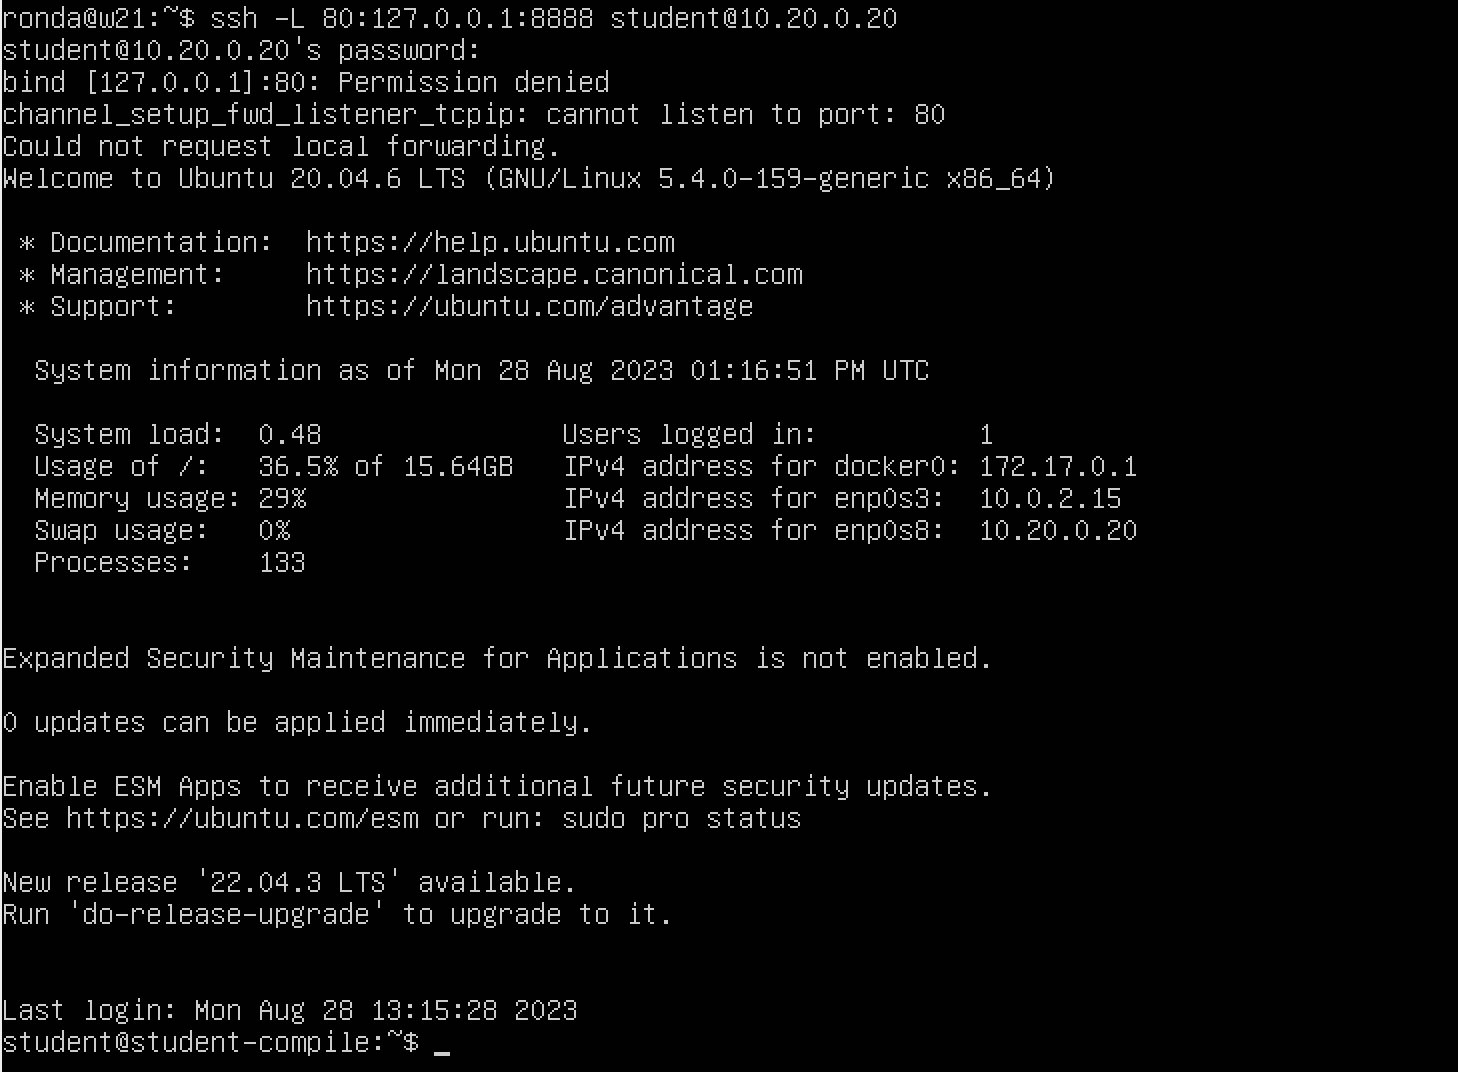 ronda@w21:~$ ssh -L 80:127.0.0.1:8888 student@10.20.0.20
student@10.20.0.20's password:
bind [127.0.0.1]:80: Permission denied
channel_setup_fwd_listener_tcpip: cannot listen to port: 80
Could not request local forwarding.
Welcome to Ubuntu 20.04.6 LTS (GNU/Linux 5.4.0-159-generic x86_64)

 * Documentation:  https://help.ubuntu.com
 * Management:     https://landscape.canonical.com
 * Support:        https://ubuntu.com/advantage

  System information as of Mon 28 Aug 2023 01:16:51 PM UTC

  System load:  0.48               Users logged in:          1
  Usage of /:   36.5% of 15.64GB   IPv4 address for docker0: 172.17.0.1
  Memory usage: 29%                IPv4 address for enp0s3:  10.0.2.15
  Swap usage:   0%                 IPv4 address for enp0s8:  10.20.0.20
  Processes:    133

Expanded Security Maintenance for Applications is not enabled.

0 updates can be applied immediately.

Enable ESM Apps to receive additional future security updates.
See https://ubuntu.com/esm or run: sudo pro status

New release '22.04.3 LTS' available.
Run 'do-release-upgrade' to upgrade to it.

Last login: Mon Aug 28 13:15:28 2023
student@student-compile:~$ _